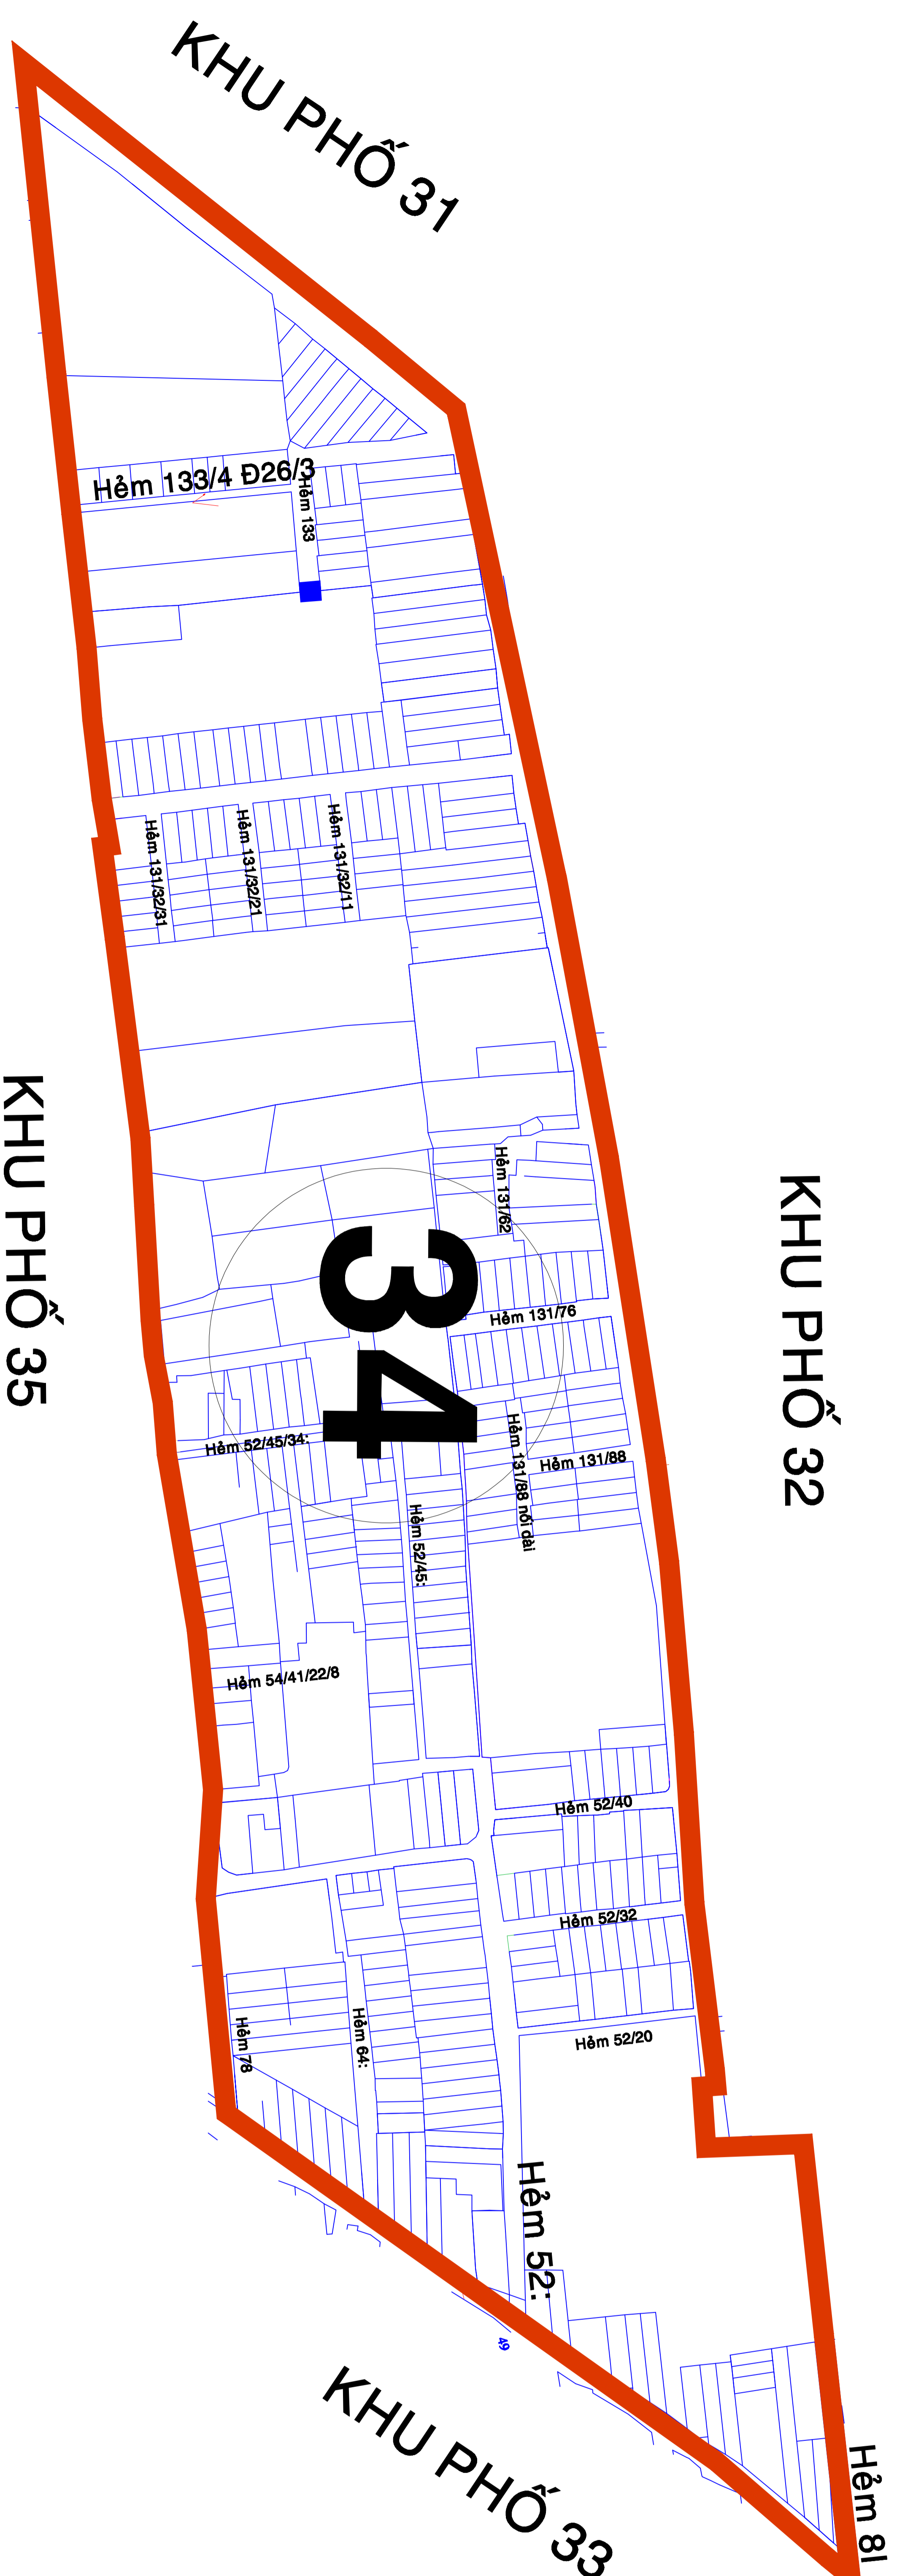 KHU PHỐ 31
Hẻm 133/4 Đ26/3
Hẻm 133
Hẻm 131/32/31
Hẻm 131/32/21
Hẻm 131/32/11
KHU PHỐ 35
KHU PHỐ 32
Hẻm 131/62
34
Hẻm 131/76
Hẻm 52/45/34:
Hẻm 131/88
Hẻm 131/88 nối dài
Hẻm 52/45:
Hẻm 54/41/22/8
Hẻm 52/40
Hẻm 52/32
Hẻm 52/20
Hẻm 78
Hẻm 64:
Hẻm 52:
49
KHU PHỐ 33
Hẻm 8I